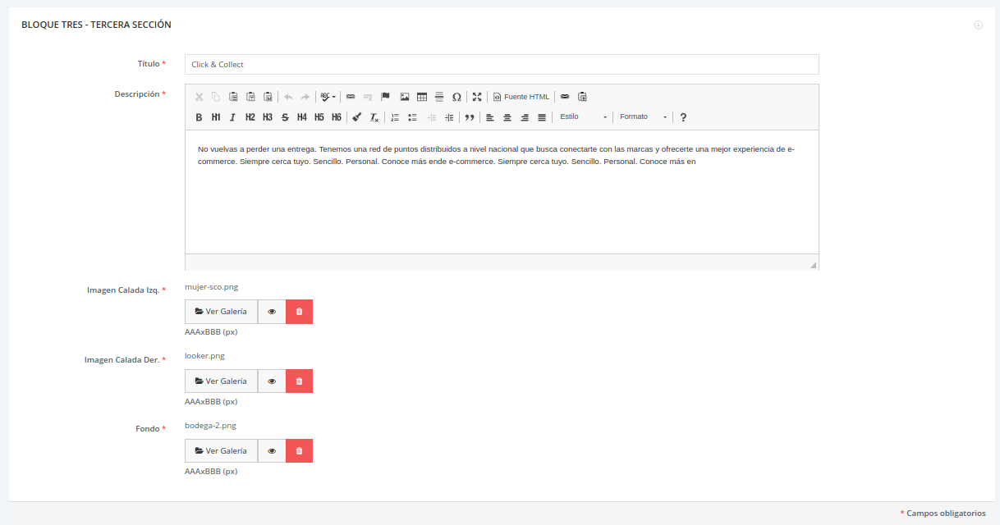 BLOQUE TRES - TERCERA SECCIÓN
Título *
Click & Collect
Descripción *
ABC
Fuente HTML
B H1 I H2 H3 S H4 H5 H6 Tx
Estilo
Formato
?
No vuelvas a perder una entrega. Tenemos una red de puntos distribuidos a nivel nacional que busca conectarte con las marcas y ofrecerte una mejor experiencia de e-
commerce. Siempre cerca tuyo. Sencillo. Personal. Conoce más ende e-commerce. Siempre cerca tuyo. Sencillo. Personal. Conoce más en
Imagen Calada Izq. *
mujer-sco.png
Ver Galería
AAAxBBB (px)
Imagen Calada Der. *
looker.png
Ver Galería
AAAxBBB (px)
Fondo *
bodega-2.png
Ver Galería
AAAxBBB (px)
* Campos obligatorios